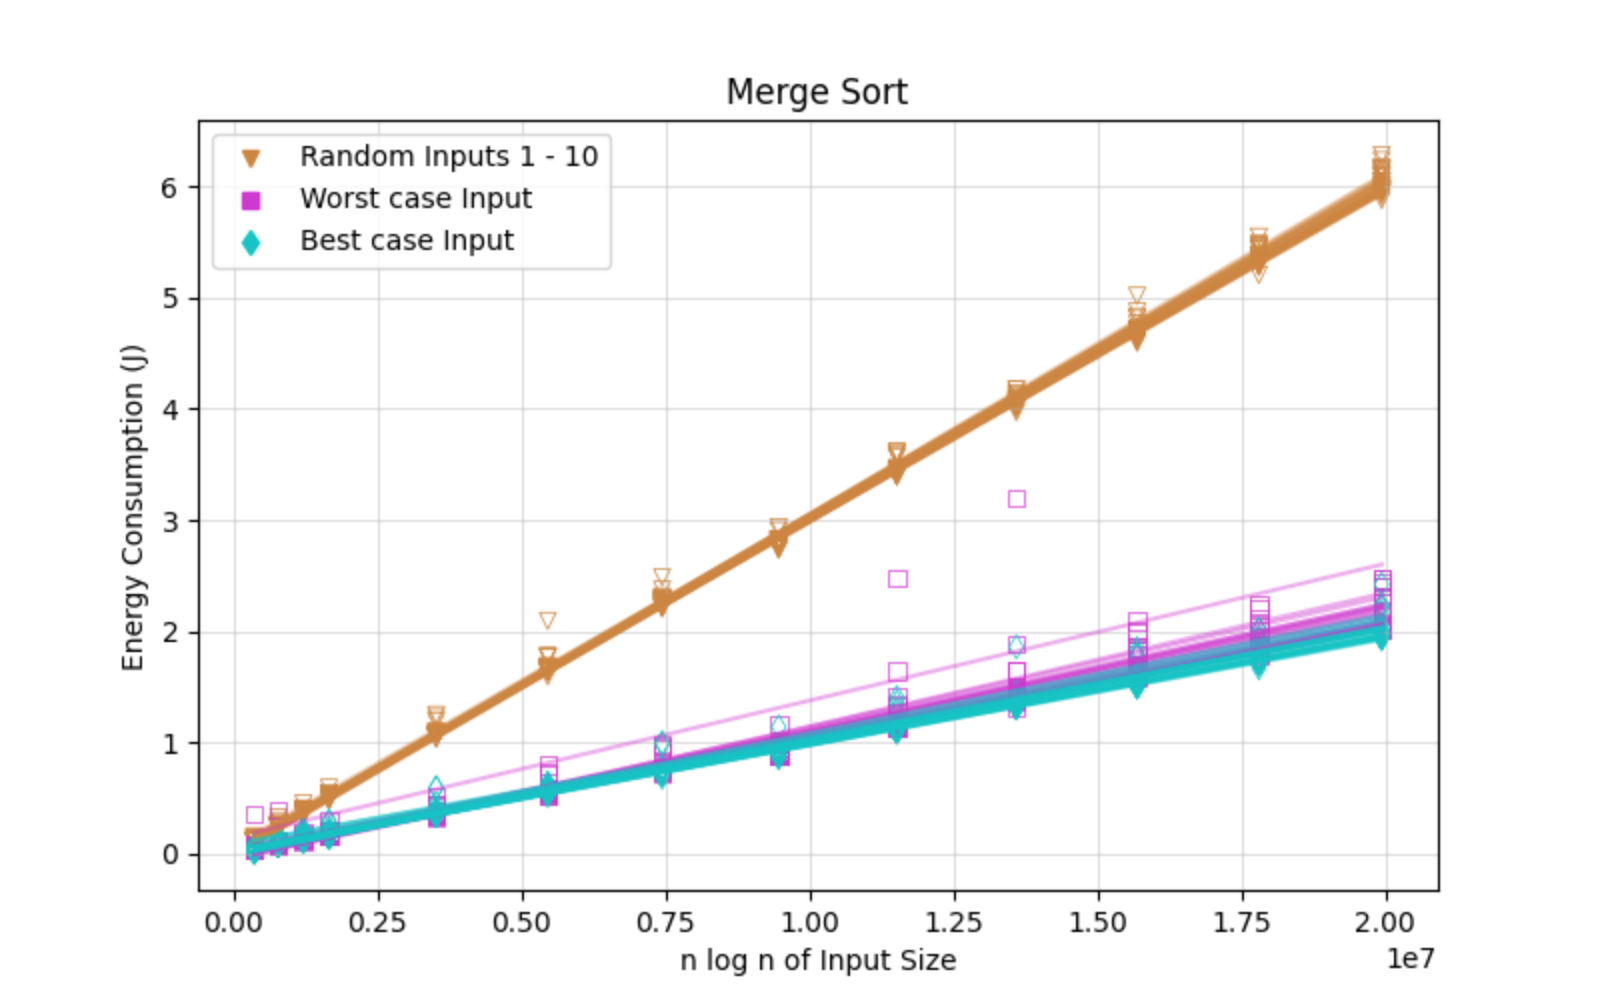 Merge Sort
Random Inputs 1 - 10
Worst case Input
Best case Input
Energy Consumption (J)
6
5
4
3
2
1
0
0.00 0.25 0.50 0.75 1.00 1.25 1.50 1.75 2.00
n log n of Input Size
1e7